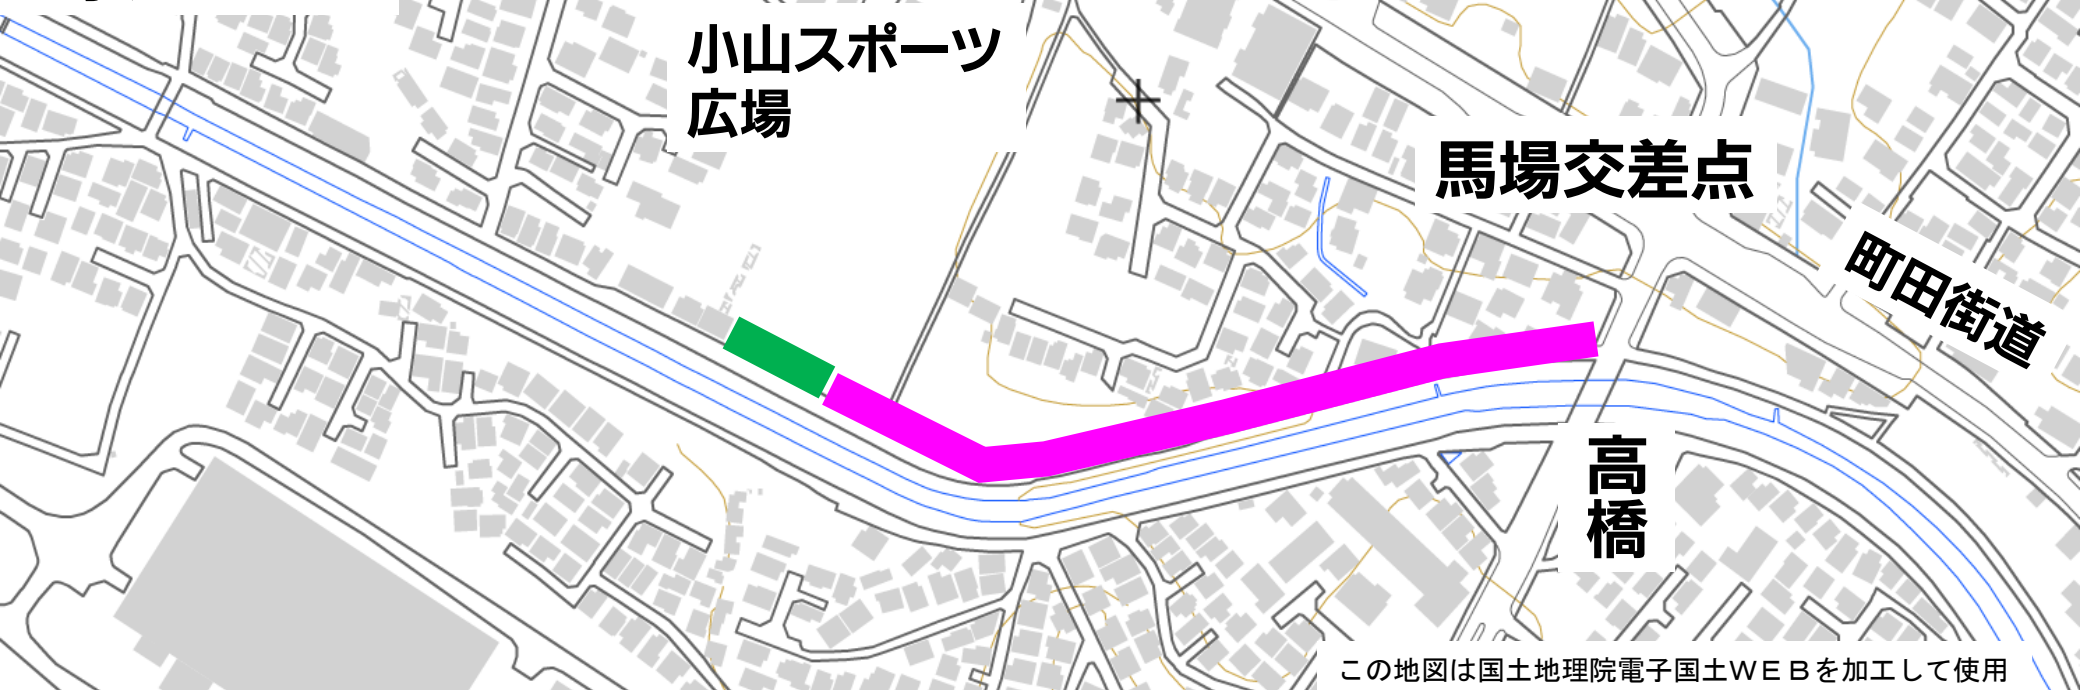 小山スポーツ
広場
馬場交差点
町田街道
高橋
この地図は国土地理院電子国土ＷＥＢを加工して使用